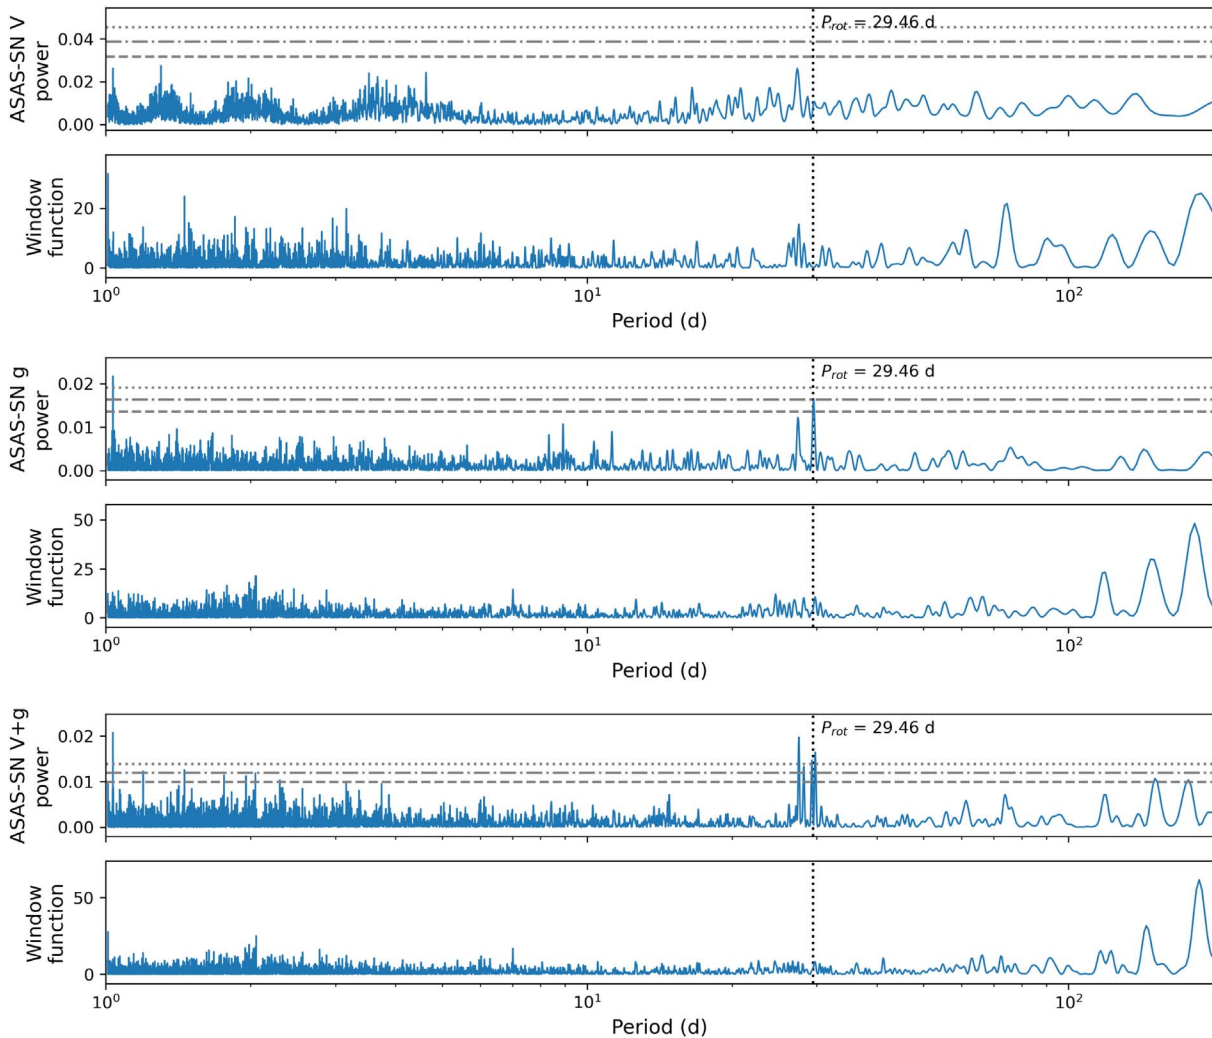 ASAS-SN V
power
0.04
0.02
0.00
P_rot = 29.46 d
Window
function
20
0
10^0
10^1
10^2
Period (d)
ASAS-SN g
power
0.02
0.01
0.00
P_rot = 29.46 d
Window
function
50
25
0
10^0
10^1
10^2
Period (d)
ASAS-SN V+g
power
0.02
0.01
0.00
P_rot = 29.46 d
Window
function
50
0
10^0
10^1
10^2
Period (d)